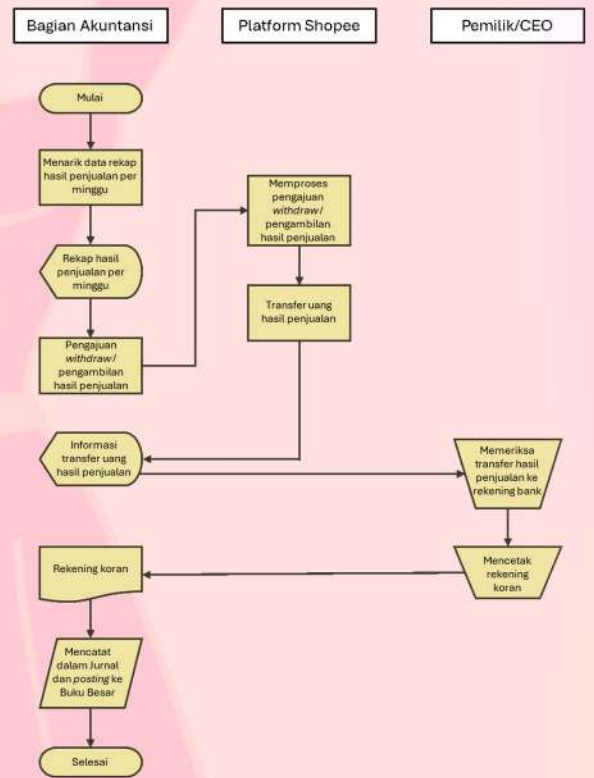 Bagian Akuntansi
Platform Shopee
Pemilik/CEO
Mulai
Menarik data rekap
hasil penjualan per
minggu
Rekap hasil
penjualan per
minggu
Pengajuan
withdraw/
pengambilan
hasil penjualan
Memproses
pengajuan
withdraw/
pengambilan
hasil penjualan
Transfer uang
hasil penjualan
Informasi
transfer uang
hasil penjualan
Memeriksa
transfer hasil
penjualan ke
rekening bank
Mencetak
rekening
koran
Rekening koran
Mencatat
dalam Jurnal
dan posting ke
Buku Besar
Selesai